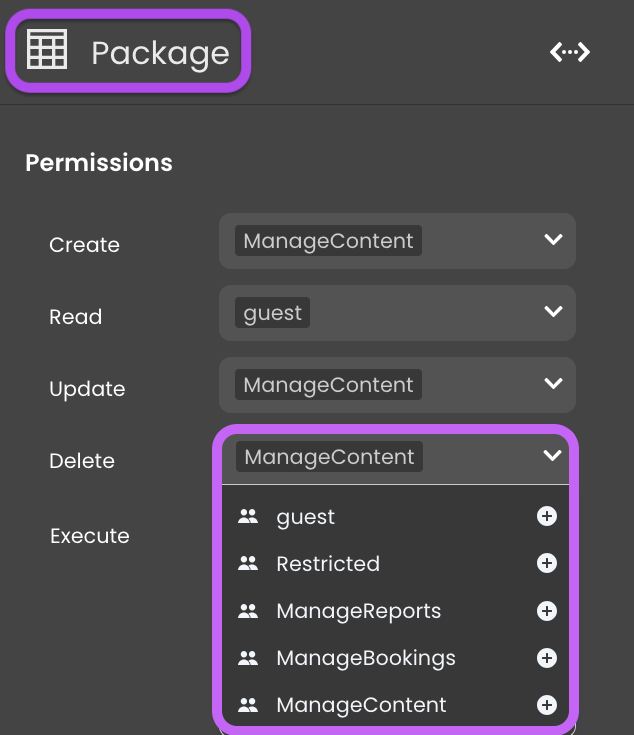 Package
Permissions
Create ManageContent
Read guest
Update ManageContent
Delete ManageContent
guest
Execute
Restricted
ManageReports
ManageBookings
ManageContent